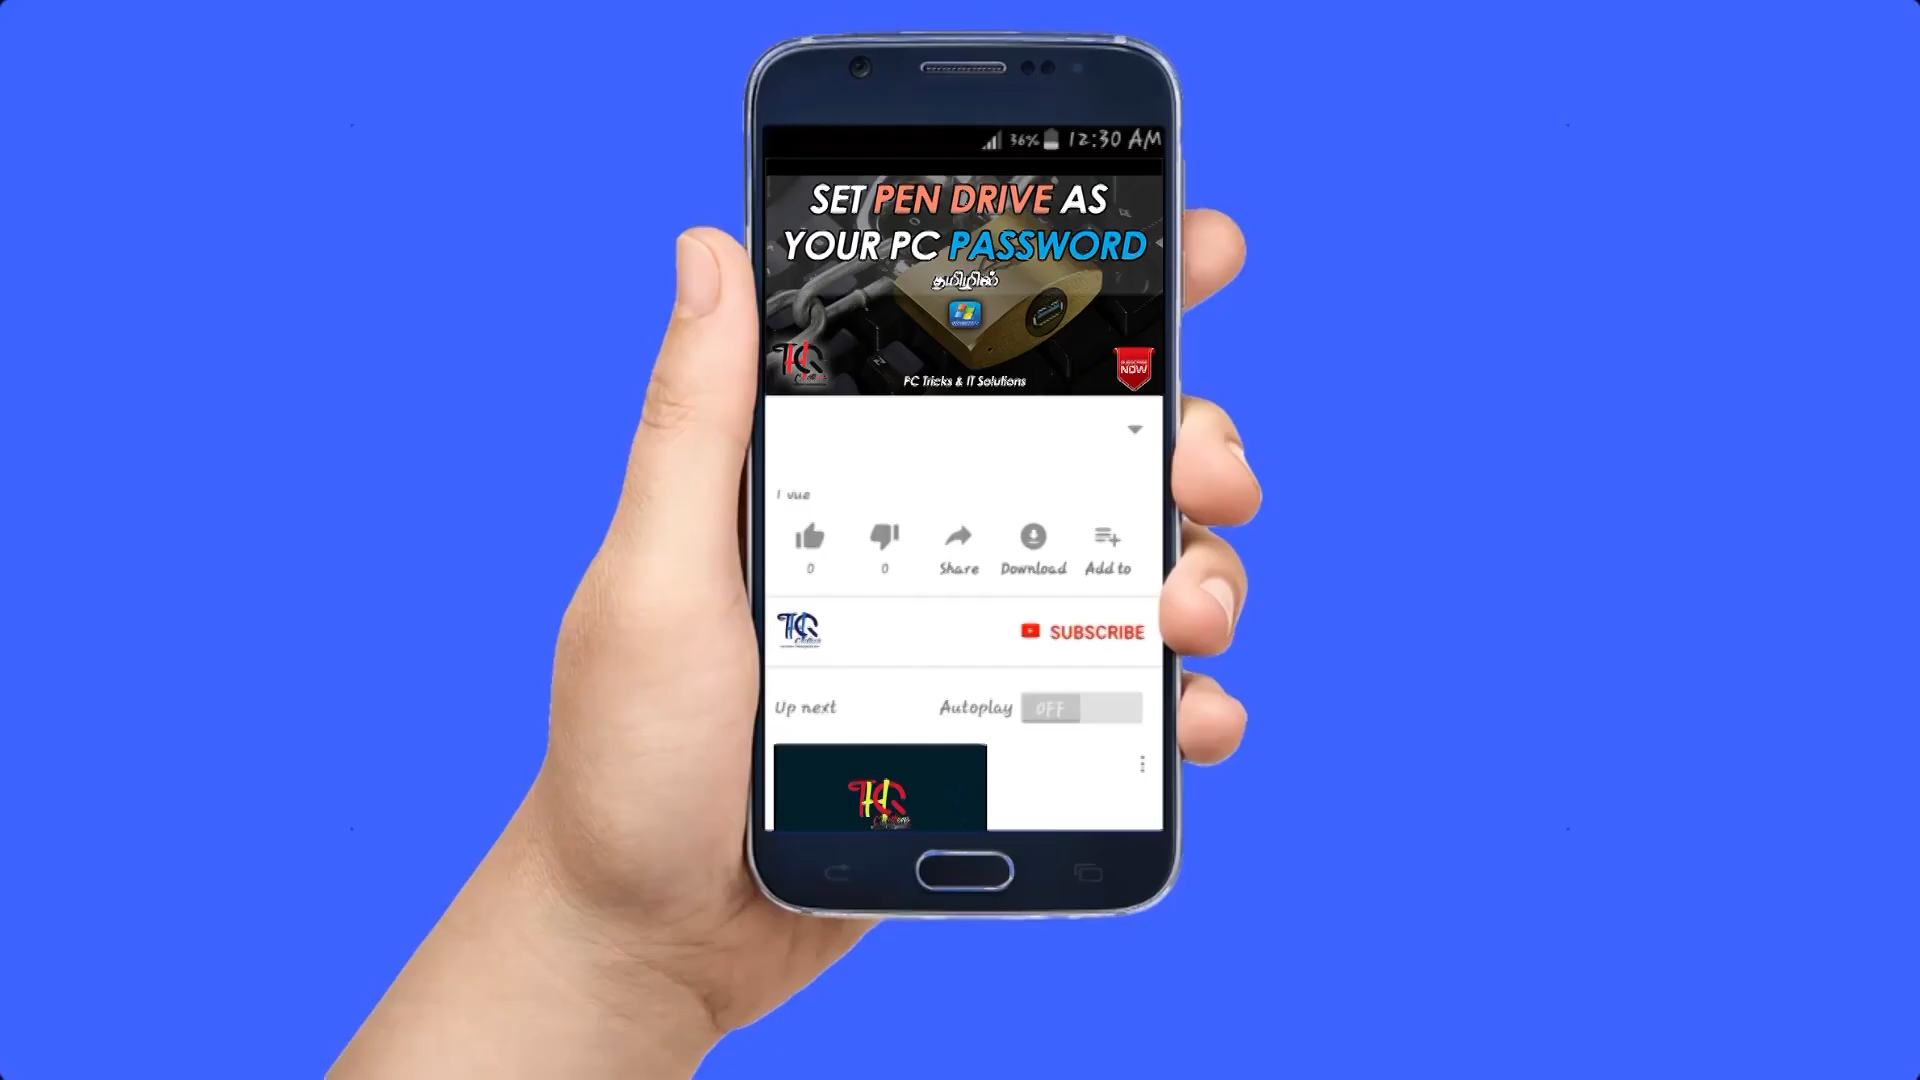 36% 12:30 AM
SET PEN DRIVE AS
YOUR PC PASSWORD
தமிழில்
SUBSCRIBE
NOW
PC Tricks & IT Solutions
1 vue
0 0 Share Download Add to
SUBSCRIBE
Up next Autoplay OFF